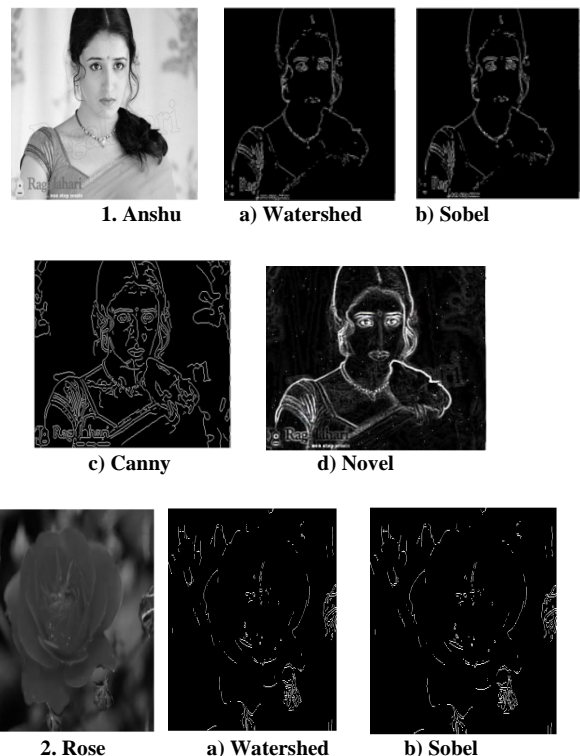 1. Anshu a) Watershed b) Sobel
c) Canny d) Novel
2. Rose a) Watershed b) Sobel